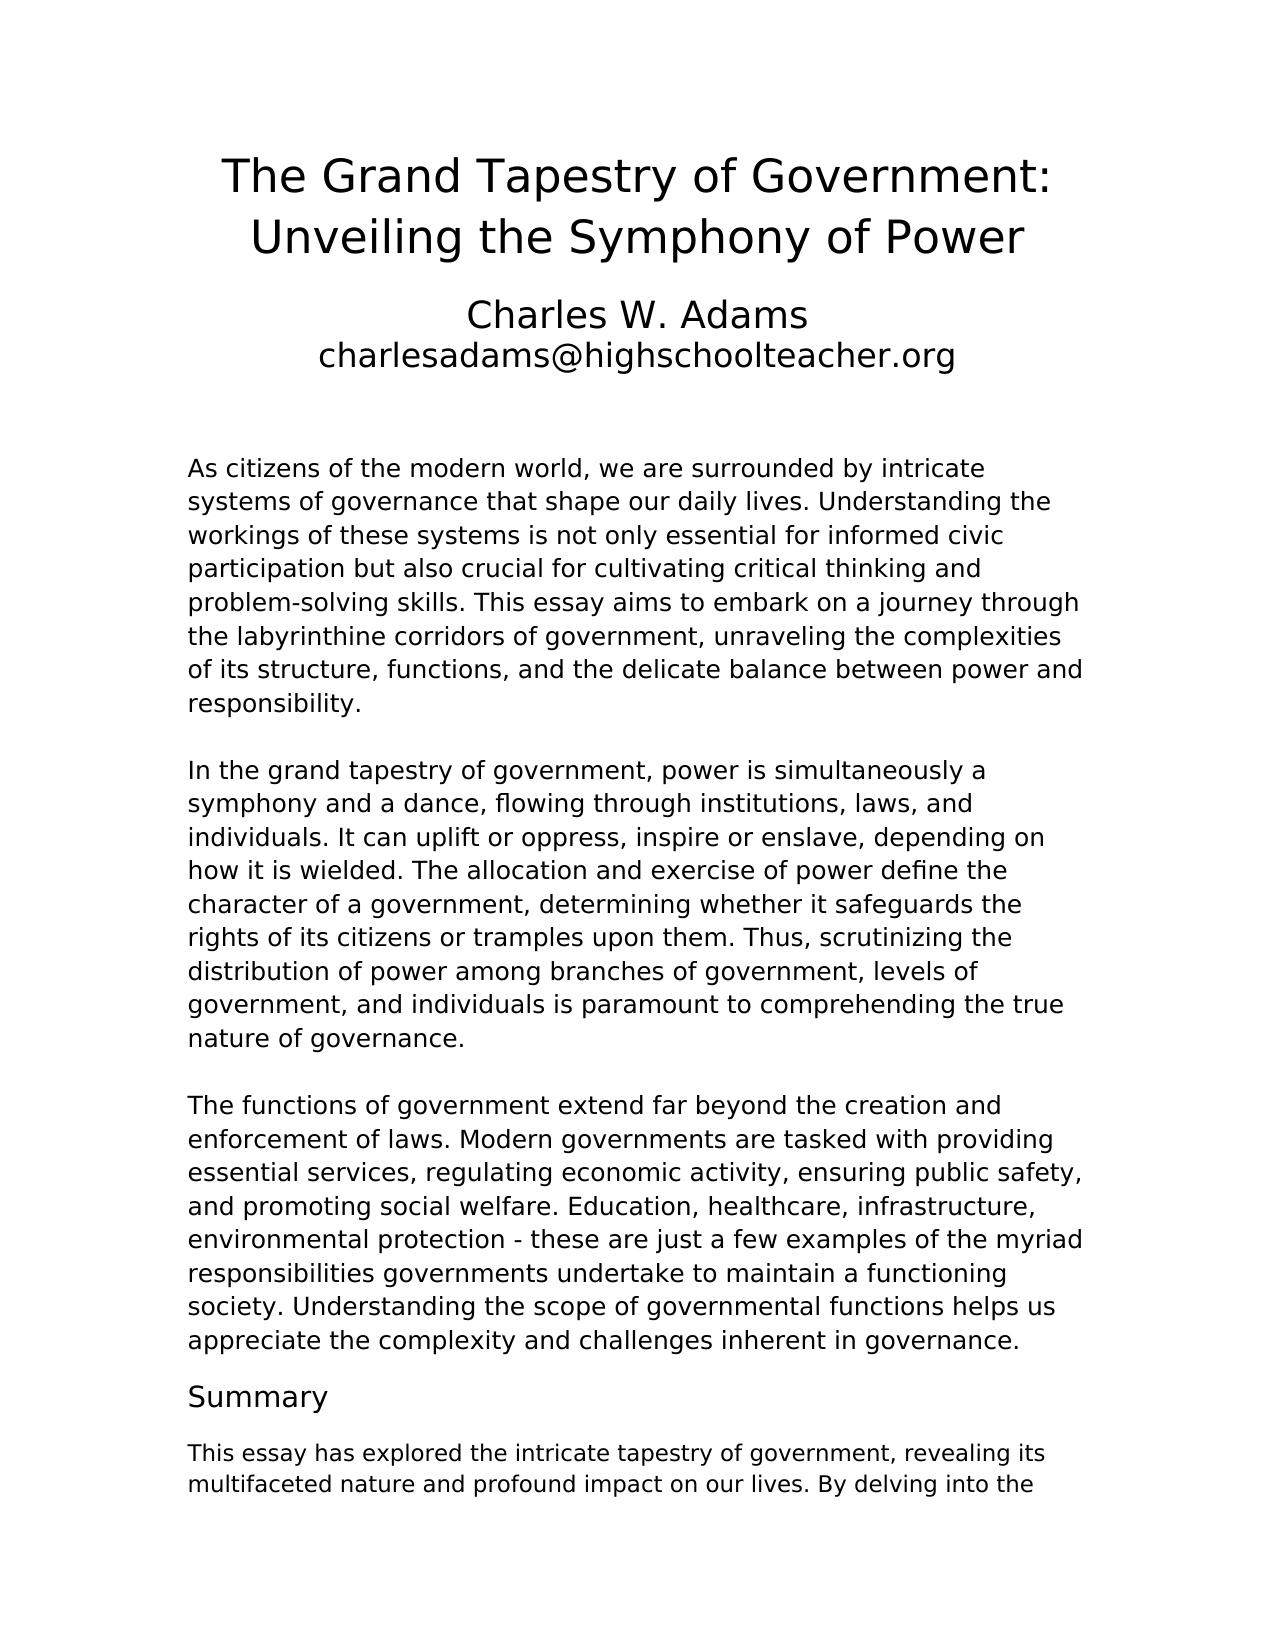 The Grand Tapestry of Government:
Unveiling the Symphony of Power
Charles W. Adams
charlesadams@highschoolteacher.org
As citizens of the modern world, we are surrounded by intricate
systems of governance that shape our daily lives. Understanding the
workings of these systems is not only essential for informed civic
participation but also crucial for cultivating critical thinking and
problem-solving skills. This essay aims to embark on a journey through
the labyrinthine corridors of government, unraveling the complexities
of its structure, functions, and the delicate balance between power and
responsibility.
In the grand tapestry of government, power is simultaneously a
symphony and a dance, flowing through institutions, laws, and
individuals. It can uplift or oppress, inspire or enslave, depending on
how it is wielded. The allocation and exercise of power define the
character of a government, determining whether it safeguards the
rights of its citizens or tramples upon them. Thus, scrutinizing the
distribution of power among branches of government, levels of
government, and individuals is paramount to comprehending the true
nature of governance.
The functions of government extend far beyond the creation and
enforcement of laws. Modern governments are tasked with providing
essential services, regulating economic activity, ensuring public safety,
and promoting social welfare. Education, healthcare, infrastructure,
environmental protection - these are just a few examples of the myriad
responsibilities governments undertake to maintain a functioning
society. Understanding the scope of governmental functions helps us
appreciate the complexity and challenges inherent in governance.
Summary
This essay has explored the intricate tapestry of government, revealing its
multifaceted nature and profound impact on our lives. By delving into the